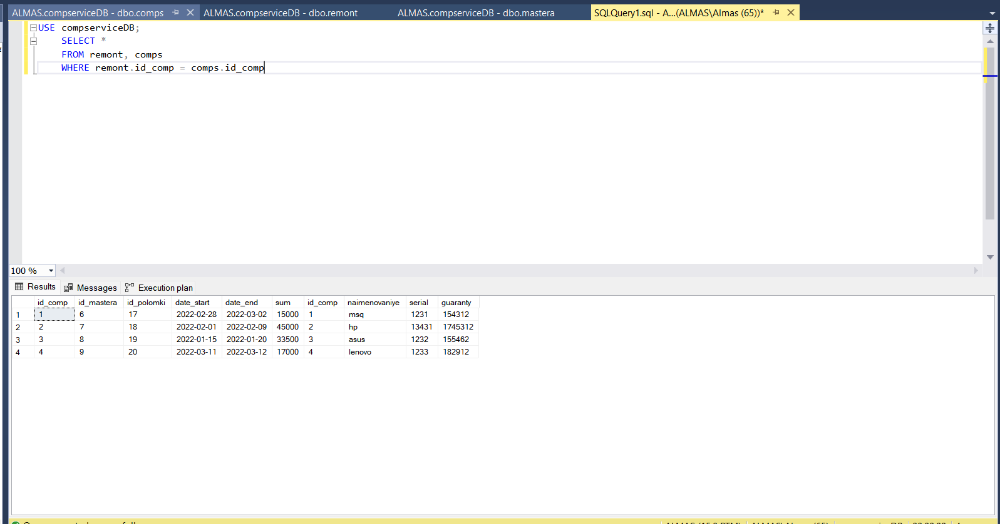 ALMAS.compserviceDB - dbo.comps ALMAS.compserviceDB - dbo.remont ALMAS.compserviceDB - dbo.mastera SQLQuery1.sql - A...(ALMAS\Almas (65))*
USE compserviceDB;
SELECT *
FROM remont, comps
WHERE remont.id_comp = comps.id_comp
100 %
Results Messages Execution plan
id_comp id_mastera id_polomki date_start date_end sum id_comp naimenovaniye serial guaranty
1 1 6 17 2022-02-28 2022-03-02 15000 1 msq 1231 154312
2 2 7 18 2022-02-01 2022-02-09 45000 2 hp 13431 1745312
3 3 8 19 2022-01-15 2022-01-20 33500 3 asus 1232 155462
4 4 9 20 2022-03-11 2022-03-12 17000 4 lenovo 1233 182912